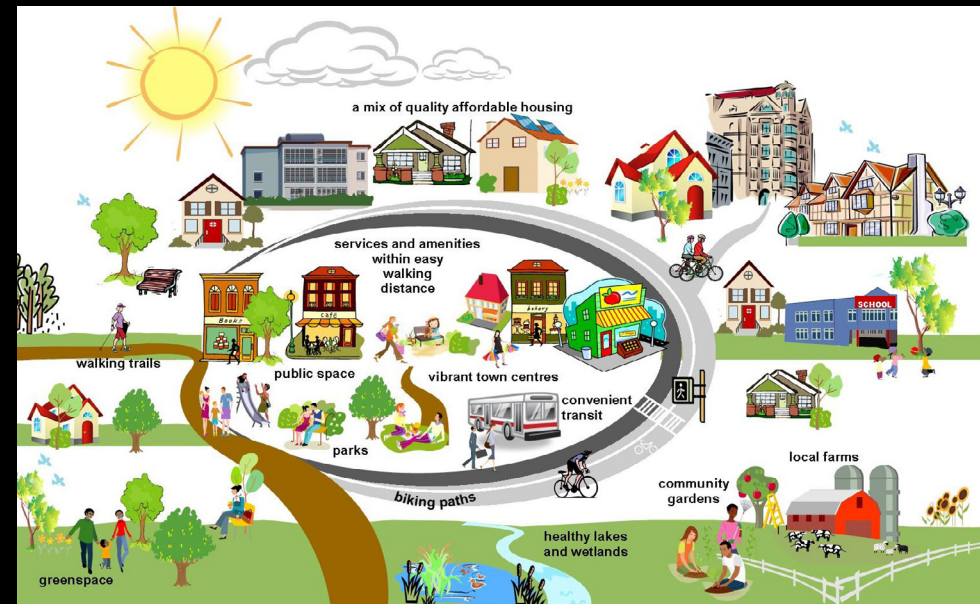 a mix of quality affordable housing
services and amenities
within easy
walking
distance
Books
café
bakery
SCHOOL
walking trails
public space
vibrant town centres
convenient
transit
parks
biking paths
local farms
community
gardens
healthy lakes
and wetlands
greenspace